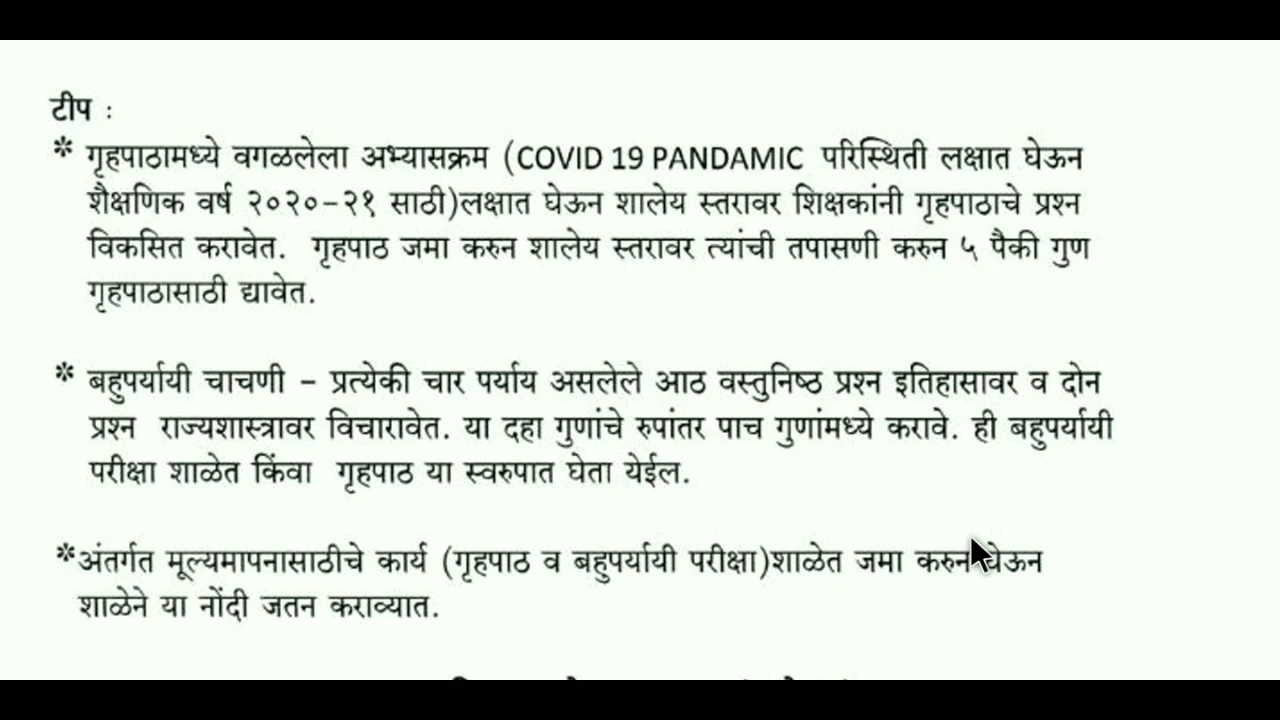 टीप :
* गृहपाठामध्ये वगळलेला अभ्यासक्रम (COVID 19 PANDAMIC परिस्थिती लक्षात घेऊन
शैक्षणिक वर्ष २०२०-२१ साठी)लक्षात घेऊन शालेय स्तरावर शिक्षकांनी गृहपाठाचे प्रश्न
विकसित करावेत. गृहपाठ जमा करुन शालेय स्तरावर त्यांची तपासणी करुन ५ पैकी गुण
गृहपाठासाठी द्यावेत.
* बहुपर्यायी चाचणी - प्रत्येकी चार पर्याय असलेले आठ वस्तुनिष्ठ प्रश्न इतिहासावर व दोन
प्रश्न राज्यशास्त्रावर विचारावेत. या दहा गुणांचे रुपांतर पाच गुणांमध्ये करावे. ही बहुपर्यायी
परीक्षा शाळेत किंवा गृहपाठ या स्वरुपात घेता येईल.
*अंतर्गत मूल्यमापनासाठीचे कार्य (गृहपाठ व बहुपर्यायी परीक्षा)शाळेत जमा करुन घेऊन
शाळेने या नोंदी जतन कराव्यात.